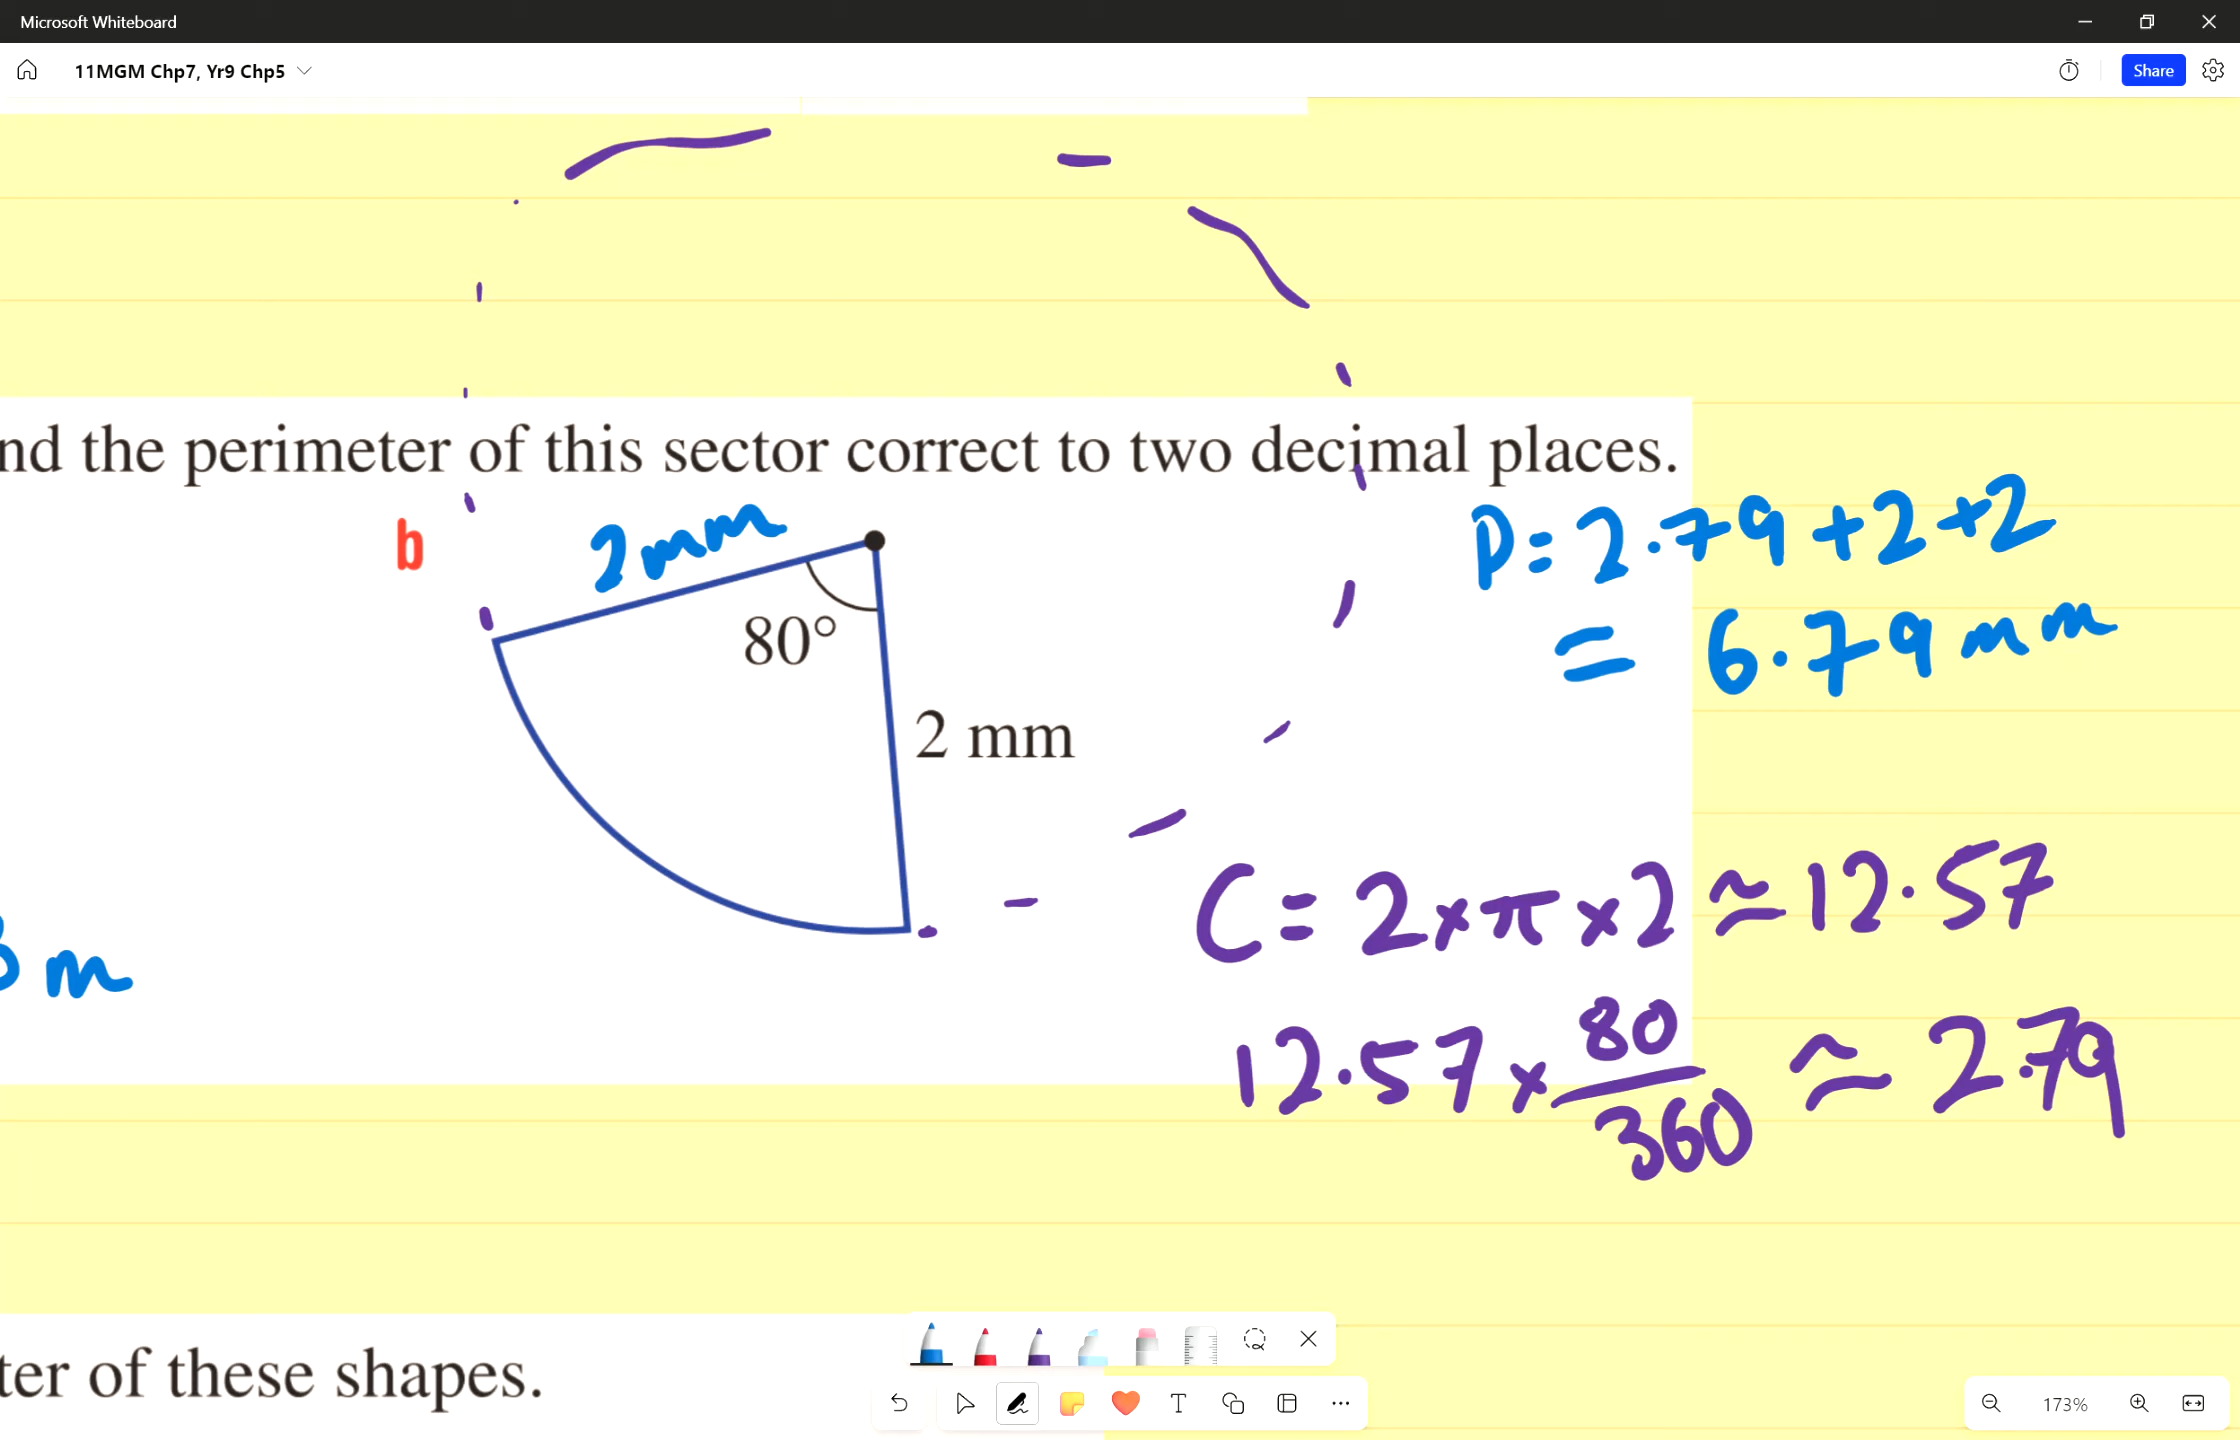 Microsoft Whiteboard
11MGM Chp7, Yr9 Chp5
Share
nd the perimeter of this sector correct to two decimal places.
b
2mm
80°
2 mm
P = 2.79 + 2 + 2
= 6.79 mm
C = 2 × π × 2 ≈ 12.57
12.57 × 80/360 ≈ 2.79
m
ter of these shapes.
173%